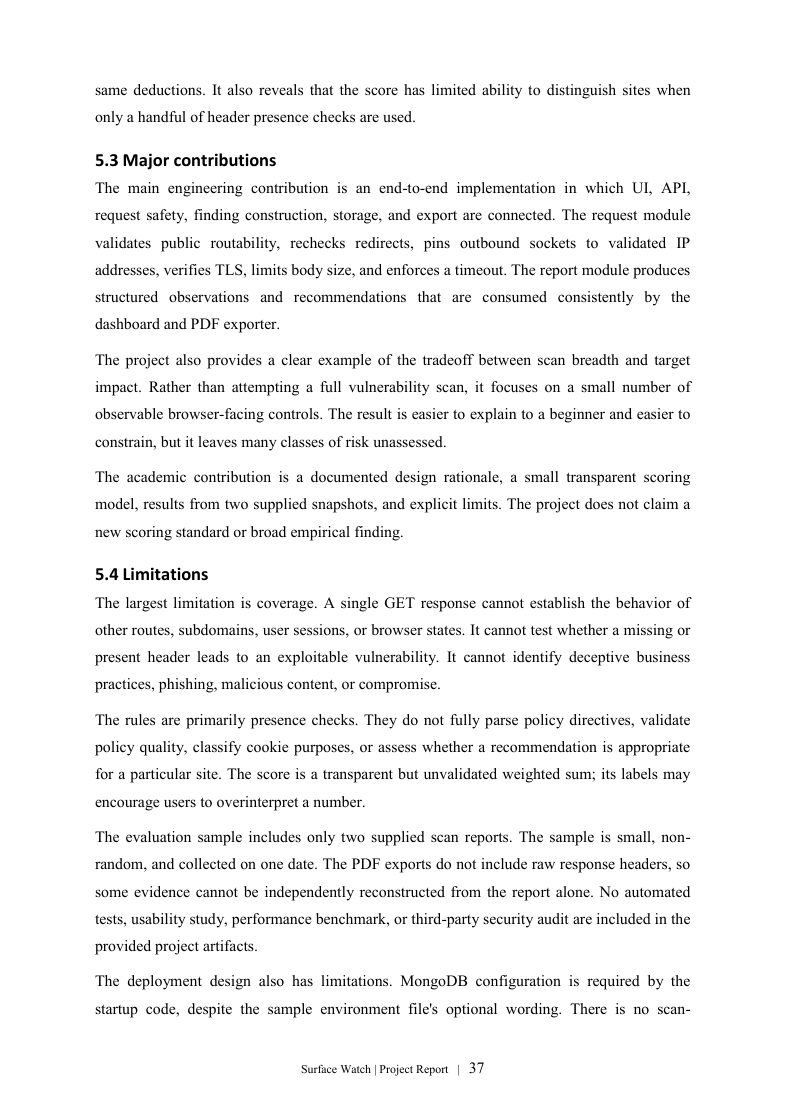 same deductions. It also reveals that the score has limited ability to distinguish sites when
only a handful of header presence checks are used.
5.3 Major contributions
The main engineering contribution is an end-to-end implementation in which UI, API,
request safety, finding construction, storage, and export are connected. The request module
validates public routability, rechecks redirects, pins outbound sockets to validated IP
addresses, verifies TLS, limits body size, and enforces a timeout. The report module produces
structured observations and recommendations that are consumed consistently by the
dashboard and PDF exporter.
The project also provides a clear example of the tradeoff between scan breadth and target
impact. Rather than attempting a full vulnerability scan, it focuses on a small number of
observable browser-facing controls. The result is easier to explain to a beginner and easier to
constrain, but it leaves many classes of risk unassessed.
The academic contribution is a documented design rationale, a small transparent scoring
model, results from two supplied snapshots, and explicit limits. The project does not claim a
new scoring standard or broad empirical finding.
5.4 Limitations
The largest limitation is coverage. A single GET response cannot establish the behavior of
other routes, subdomains, user sessions, or browser states. It cannot test whether a missing or
present header leads to an exploitable vulnerability. It cannot identify deceptive business
practices, phishing, malicious content, or compromise.
The rules are primarily presence checks. They do not fully parse policy directives, validate
policy quality, classify cookie purposes, or assess whether a recommendation is appropriate
for a particular site. The score is a transparent but unvalidated weighted sum; its labels may
encourage users to overinterpret a number.
The evaluation sample includes only two supplied scan reports. The sample is small, non-
random, and collected on one date. The PDF exports do not include raw response headers, so
some evidence cannot be independently reconstructed from the report alone. No automated
tests, usability study, performance benchmark, or third-party security audit are included in the
provided project artifacts.
The deployment design also has limitations. MongoDB configuration is required by the
startup code, despite the sample environment file's optional wording. There is no scan-
Surface Watch | Project Report | 37